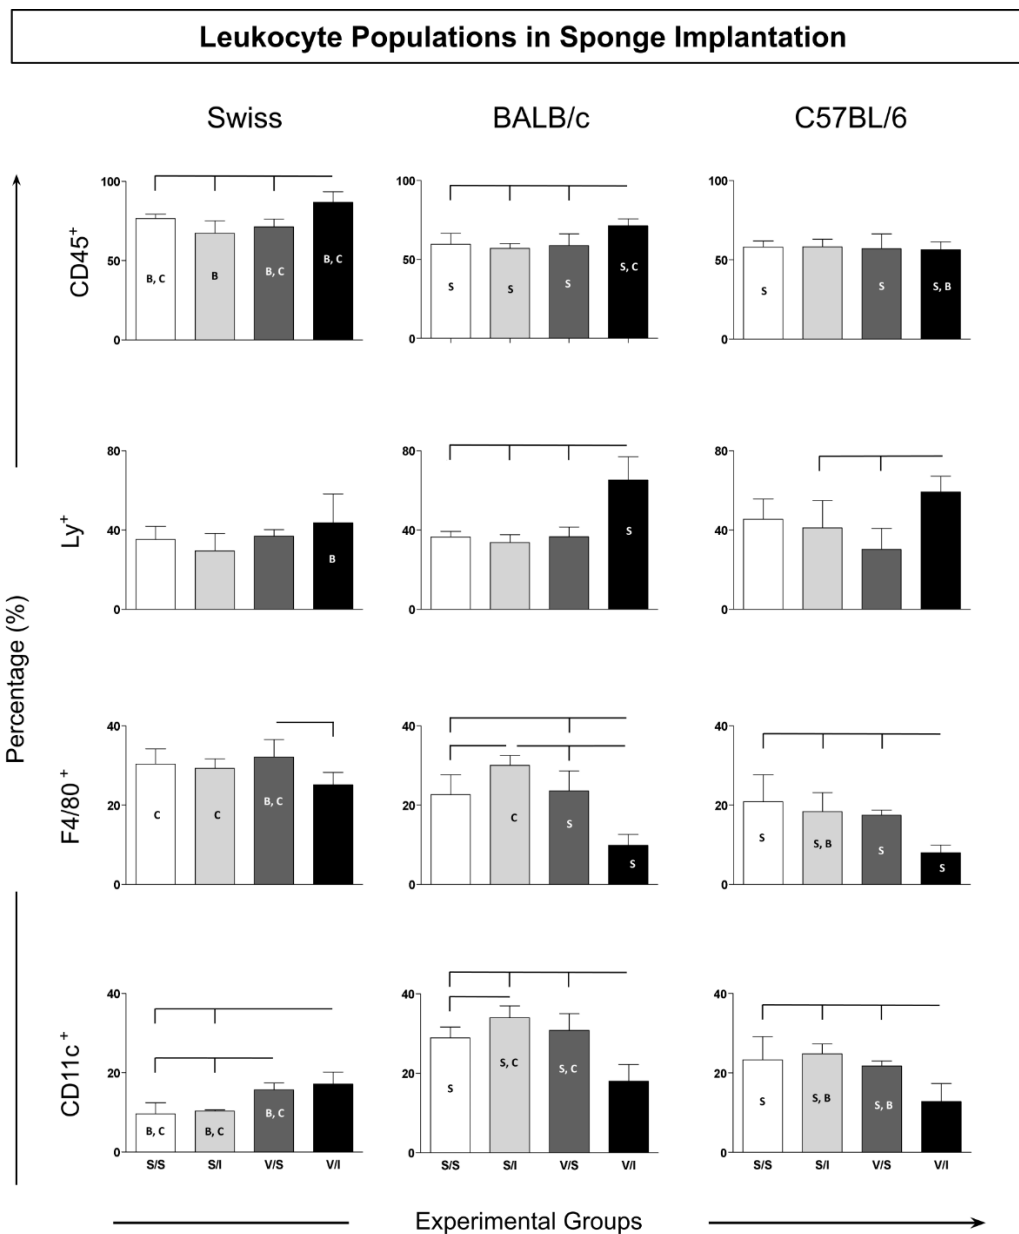 Leukocyte Populations in Sponge Implantation
Swiss BALB/c C57BL/6
Percentage (%)
CD45+
100 50 0
B, C B B, C B, C
100 50 0
S S S S, C
100 50 0
S S S, B
Ly+
80 40 0
B
80 40 0
S
80 40 0
F4/80+
40 20 0
C C B, C
40 20 0
C S S
40 20 0
S S, B S S
CD11c+
40 20 0
B, C B, C B, C
40 20 0
S S, C S, C
40 20 0
S S, B S, B
S/S S/I V/S V/I S/S S/I V/S V/I S/S S/I V/S V/I
Experimental Groups